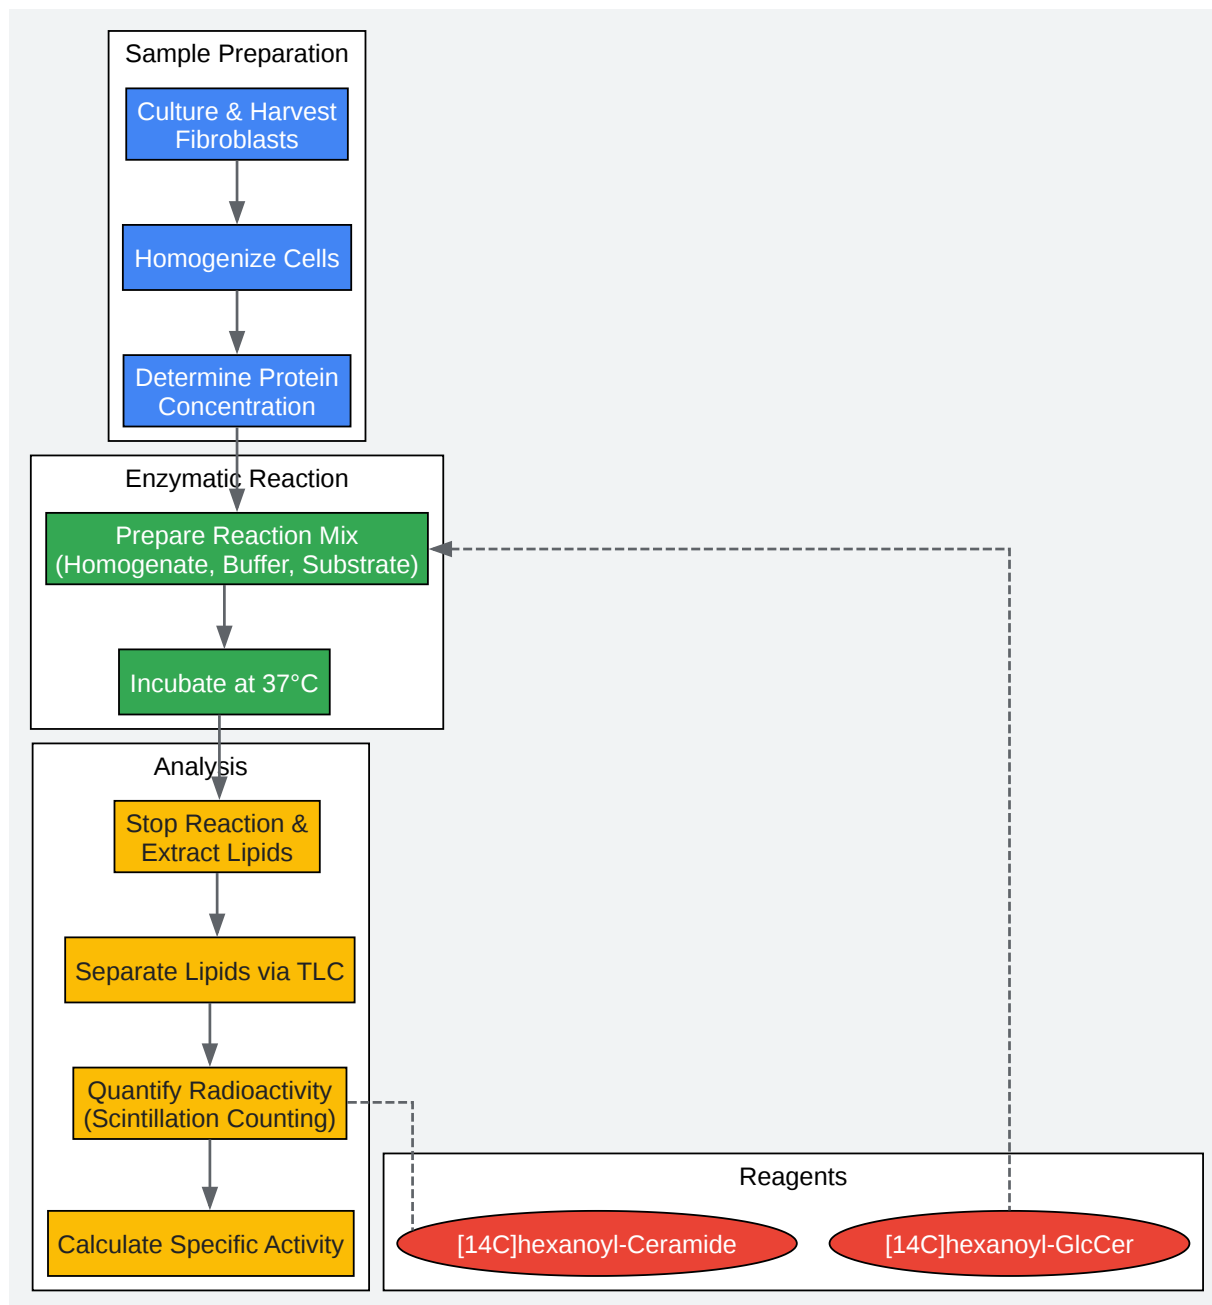 Sample Preparation
Culture & Harvest
Fibroblasts
Homogenize Cells
Determine Protein
Concentration
Enzymatic Reaction
Prepare Reaction Mix
(Homogenate, Buffer, Substrate)
Incubate at 37°C
Analysis
Stop Reaction &
Extract Lipids
Separate Lipids via TLC
Quantify Radioactivity
(Scintillation Counting)
Calculate Specific Activity
Reagents
[14C]hexanoyl-Ceramide
[14C]hexanoyl-GlcCer